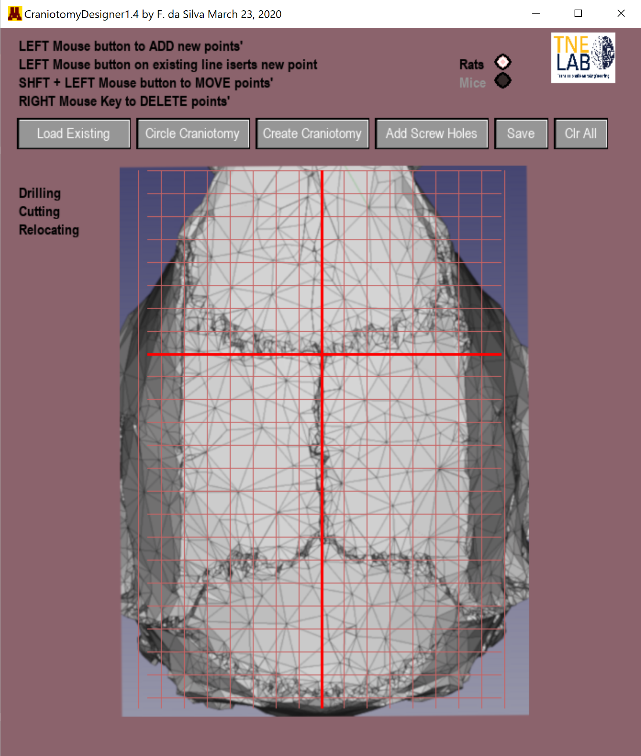 CraniotomyDesigner1.4 by F. da Silva March 23, 2020
LEFT Mouse button to ADD new points'
LEFT Mouse button on existing line iserts new point
SHFT + LEFT Mouse button to MOVE points'
RIGHT Mouse Key to DELETE points'
Rats
Mice
TNE
LAB
Load Existing
Circle Craniotomy
Create Craniotomy
Add Screw Holes
Save
Clr All
Drilling
Cutting
Relocating